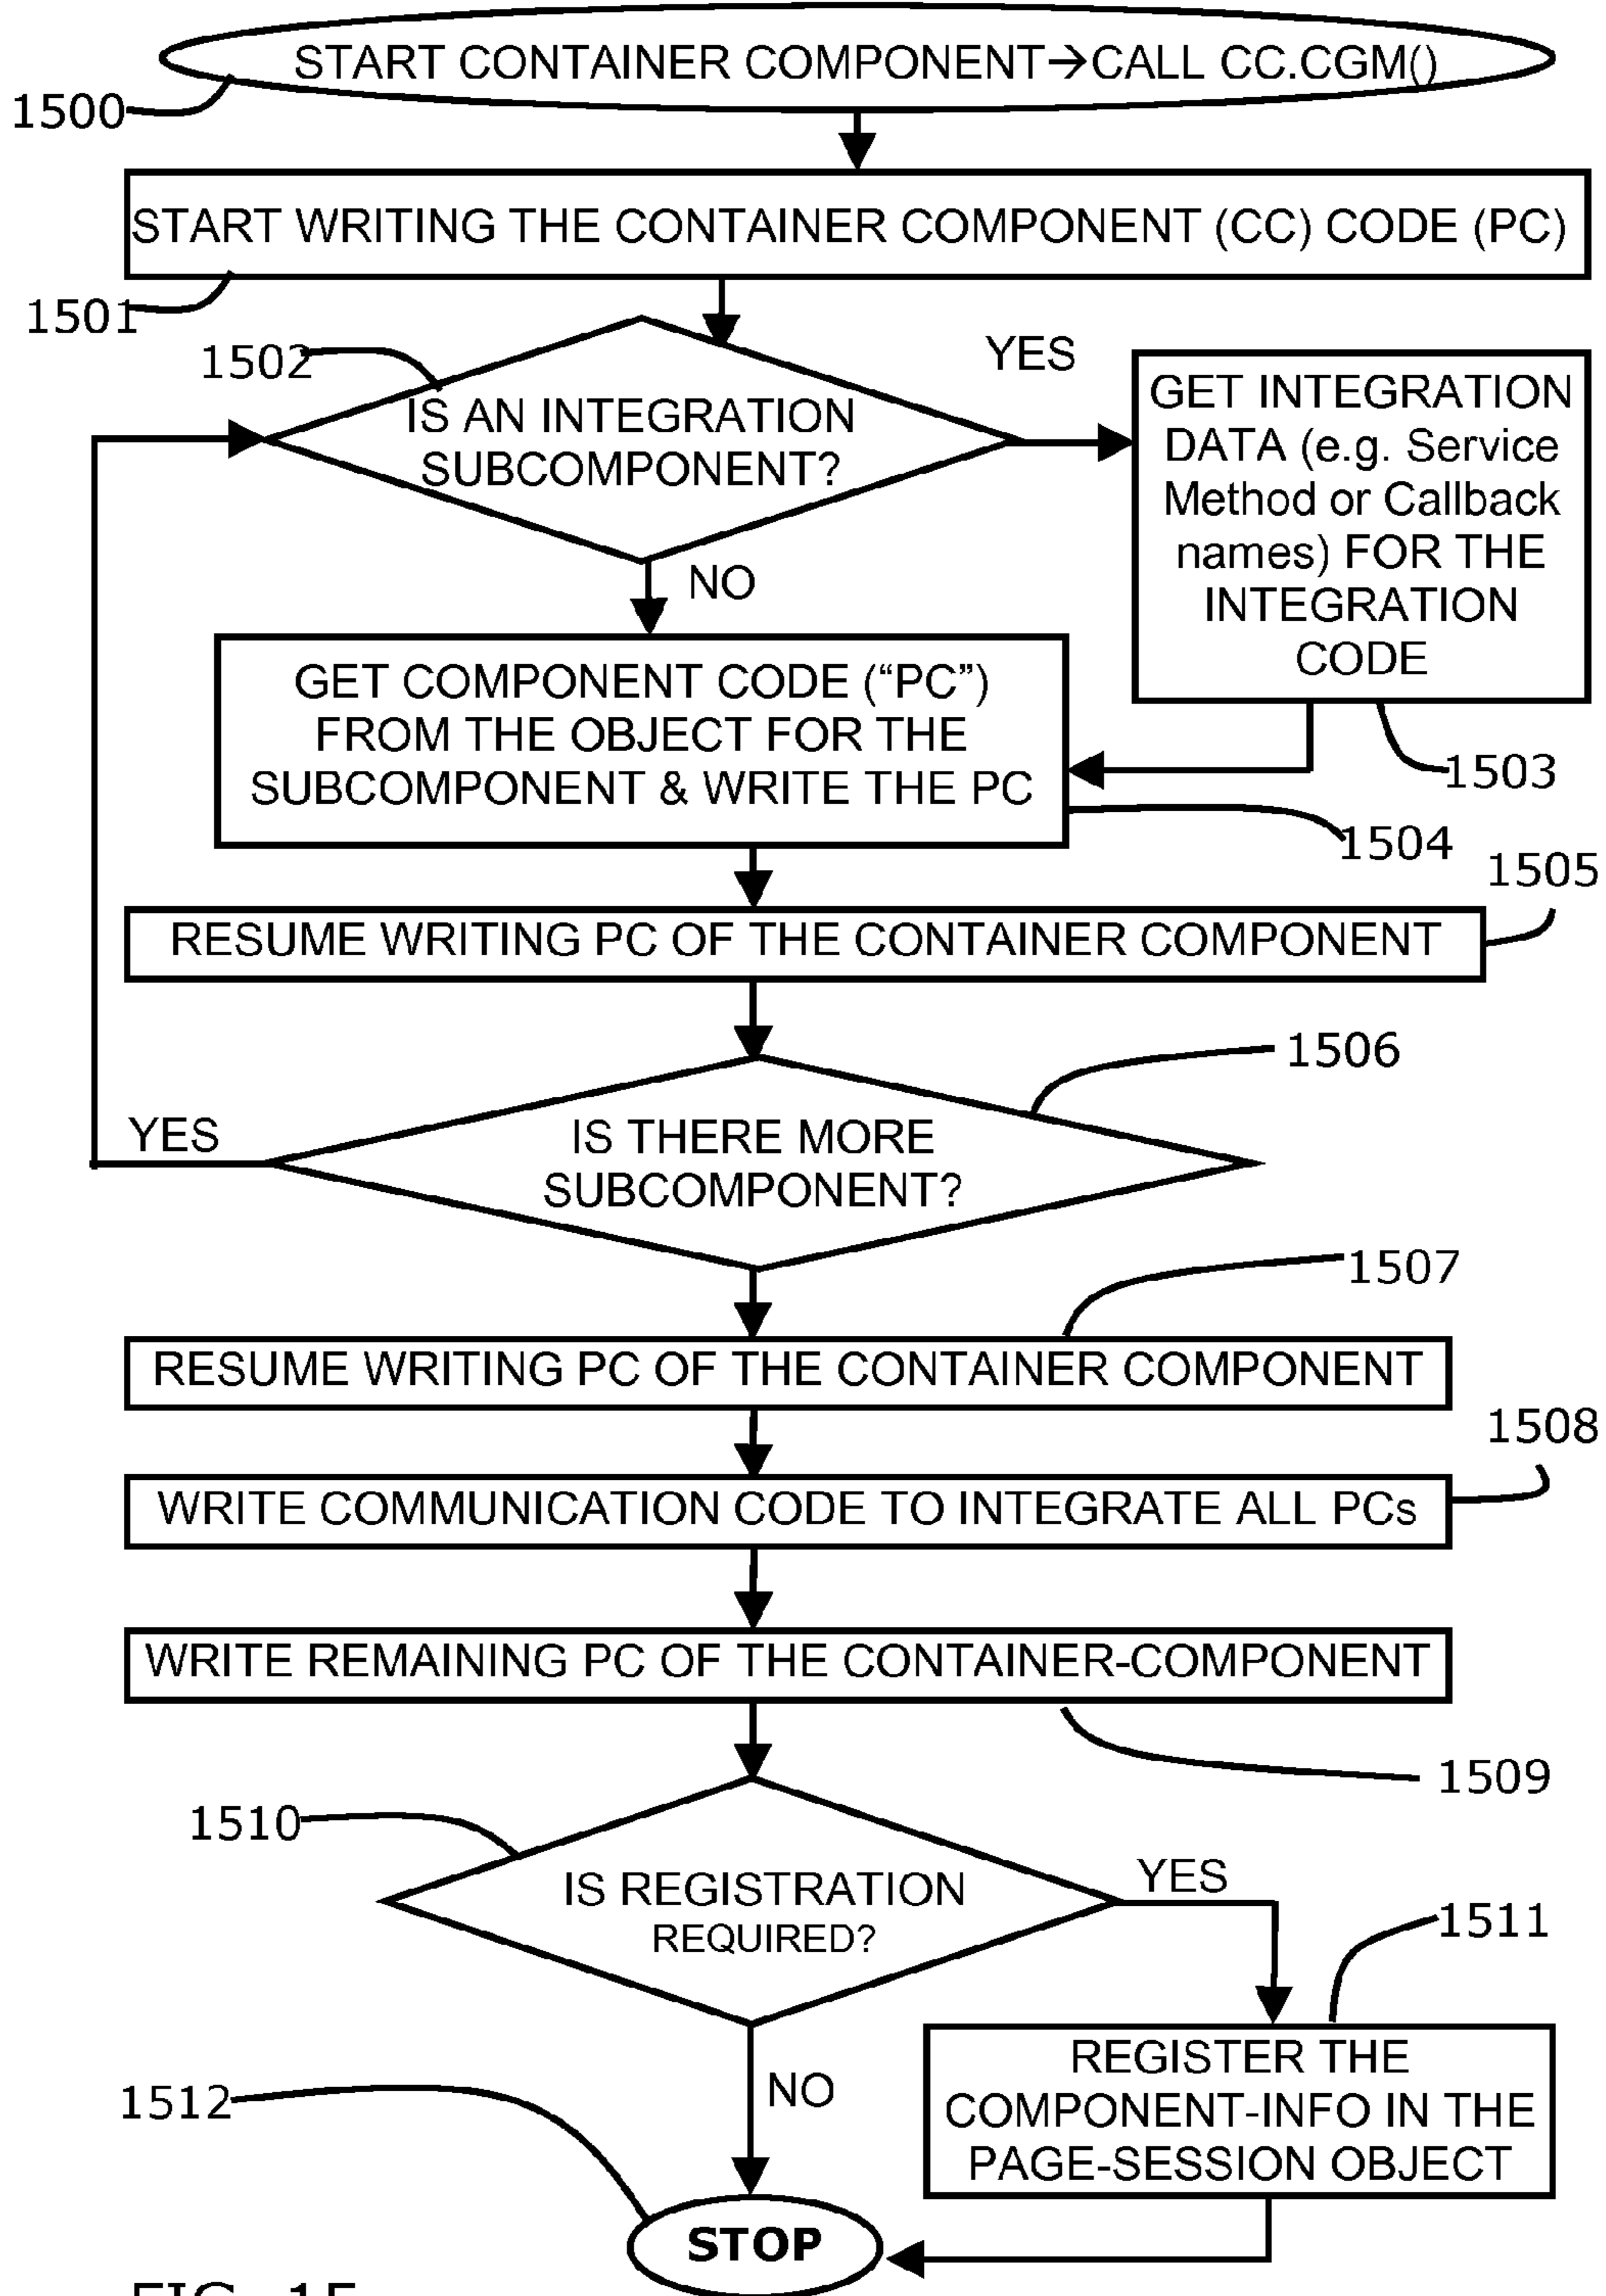 START CONTAINER COMPONENT→CALL CC.CGM()
1500
START WRITING THE CONTAINER COMPONENT (CC) CODE (PC)
1501
1502
YES
IS AN INTEGRATION
SUBCOMPONENT?
GET INTEGRATION
DATA (e.g. Service
Method or Callback
names) FOR THE
INTEGRATION
CODE
NO
1503
GET COMPONENT CODE (“PC”)
FROM THE OBJECT FOR THE
SUBCOMPONENT & WRITE THE PC
1504
1505
RESUME WRITING PC OF THE CONTAINER COMPONENT
1506
YES
IS THERE MORE
SUBCOMPONENT?
1507
RESUME WRITING PC OF THE CONTAINER COMPONENT
1508
WRITE COMMUNICATION CODE TO INTEGRATE ALL PCs
WRITE REMAINING PC OF THE CONTAINER-COMPONENT
1509
1510
IS REGISTRATION
REQUIRED?
YES
1511
REGISTER THE
COMPONENT-INFO IN THE
PAGE-SESSION OBJECT
NO
1512
STOP
FIG. 15